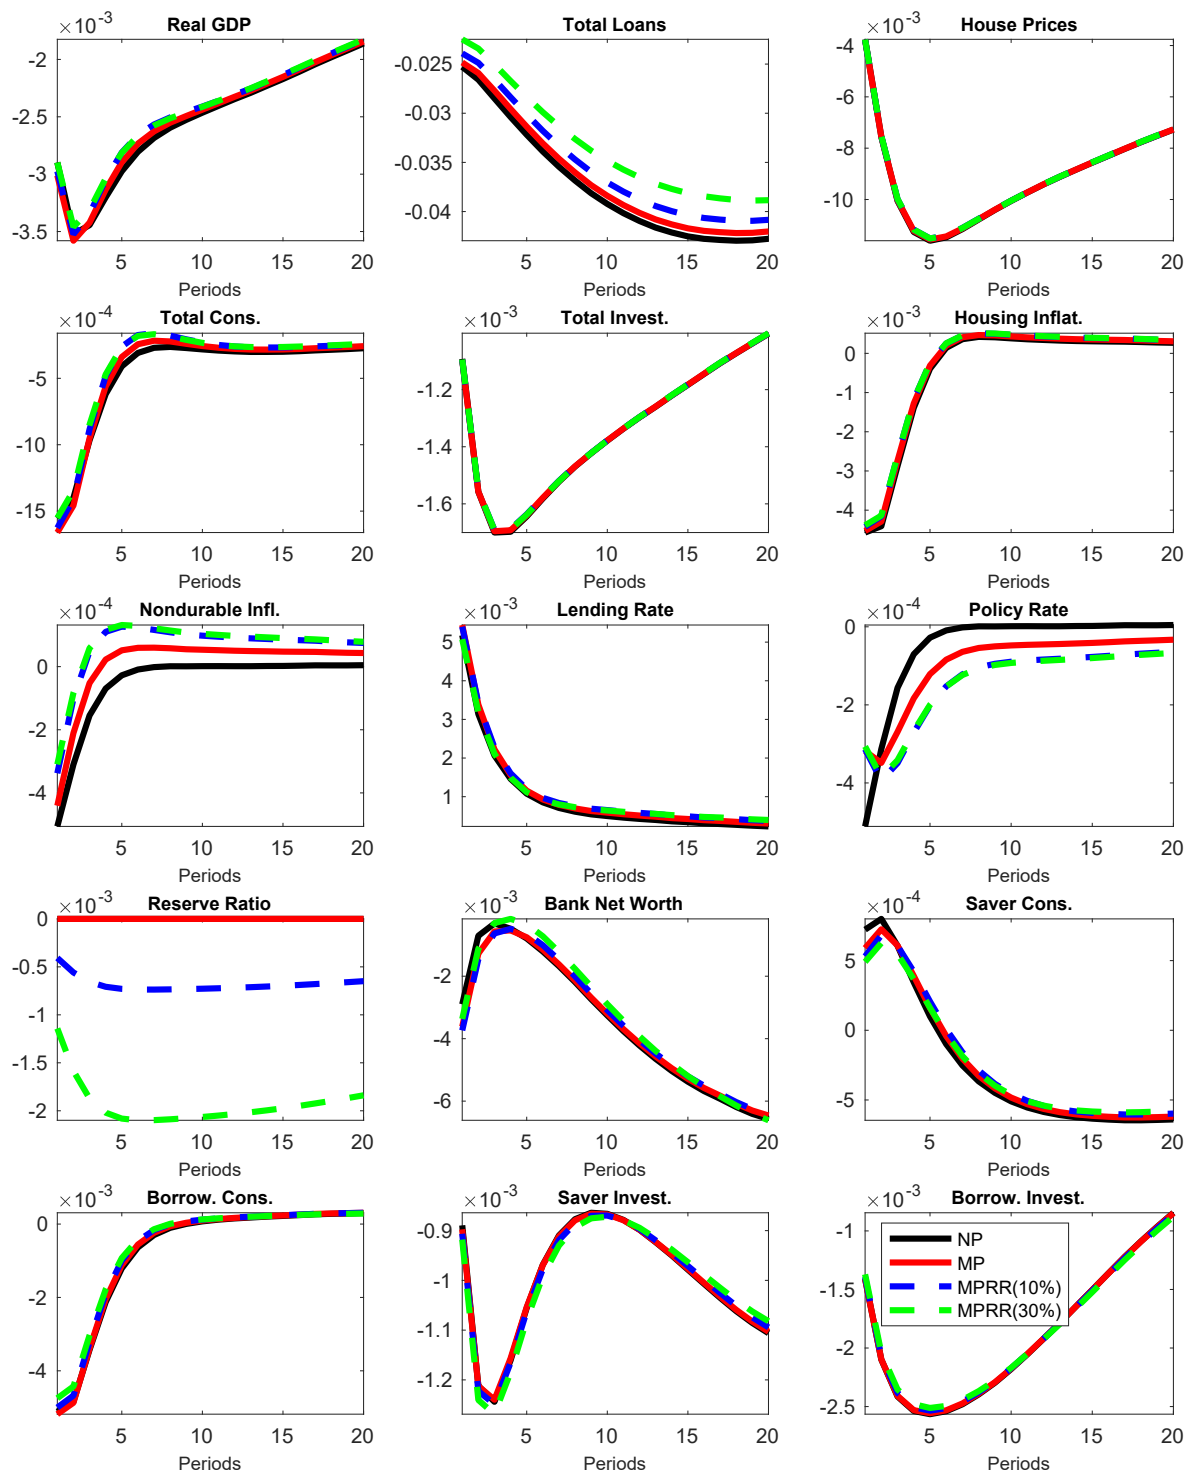 ×10⁻³ Real GDP
-2
-2.5
-3
-3.5
5 10 15 20
Periods
Total Loans
-0.025
-0.03
-0.035
-0.04
5 10 15 20
Periods
×10⁻³ House Prices
-4
-6
-8
-10
5 10 15 20
Periods
×10⁻⁴ Total Cons.
-5
-10
-15
5 10 15 20
Periods
×10⁻³ Total Invest.
-1.2
-1.4
-1.6
5 10 15 20
Periods
×10⁻³ Housing Inflat.
0
-1
-2
-3
-4
5 10 15 20
Periods
×10⁻⁴ Nondurable Infl.
0
-2
-4
5 10 15 20
Periods
×10⁻³ Lending Rate
5
4
3
2
1
5 10 15 20
Periods
×10⁻⁴ Policy Rate
0
-2
-4
5 10 15 20
Periods
×10⁻³ Reserve Ratio
0
-0.5
-1
-1.5
-2
5 10 15 20
Periods
×10⁻³ Bank Net Worth
-2
-4
-6
5 10 15 20
Periods
×10⁻⁴ Saver Cons.
5
0
-5
5 10 15 20
Periods
×10⁻³ Borrow. Cons.
0
-2
-4
5 10 15 20
Periods
×10⁻³ Saver Invest.
-0.9
-1
-1.1
-1.2
5 10 15 20
Periods
×10⁻³ Borrow. Invest.
-1
-1.5
-2
-2.5
5 10 15 20
Periods
NP
MP
MPRR(10%)
MPRR(30%)